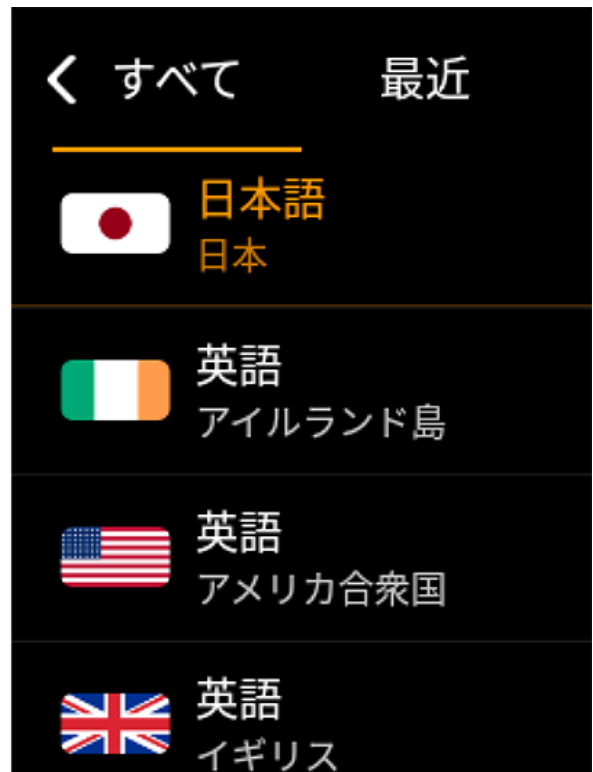 すべて 最近
日本語
日本
英語
アイルランド島
英語
アメリカ合衆国
英語
イギリス